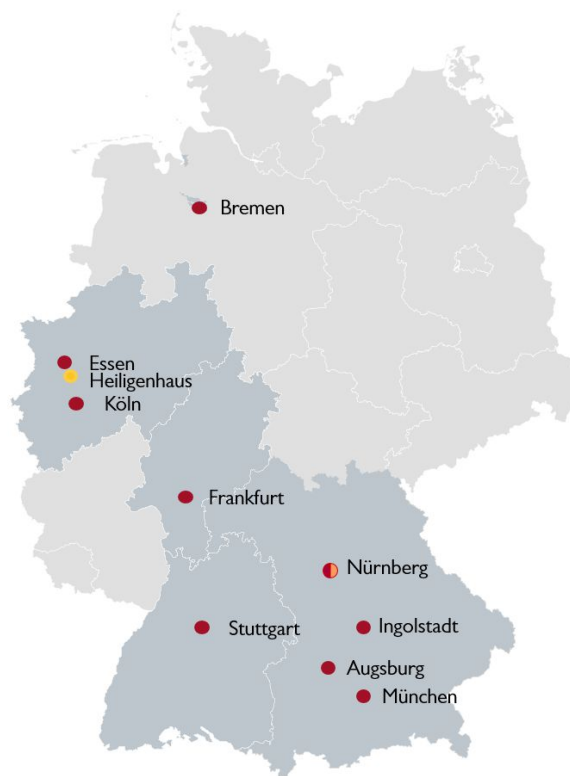 Bremen
Essen
Heiligenhaus
Köln
Frankfurt
Nürnberg
Stuttgart
Ingolstadt
Augsburg
München